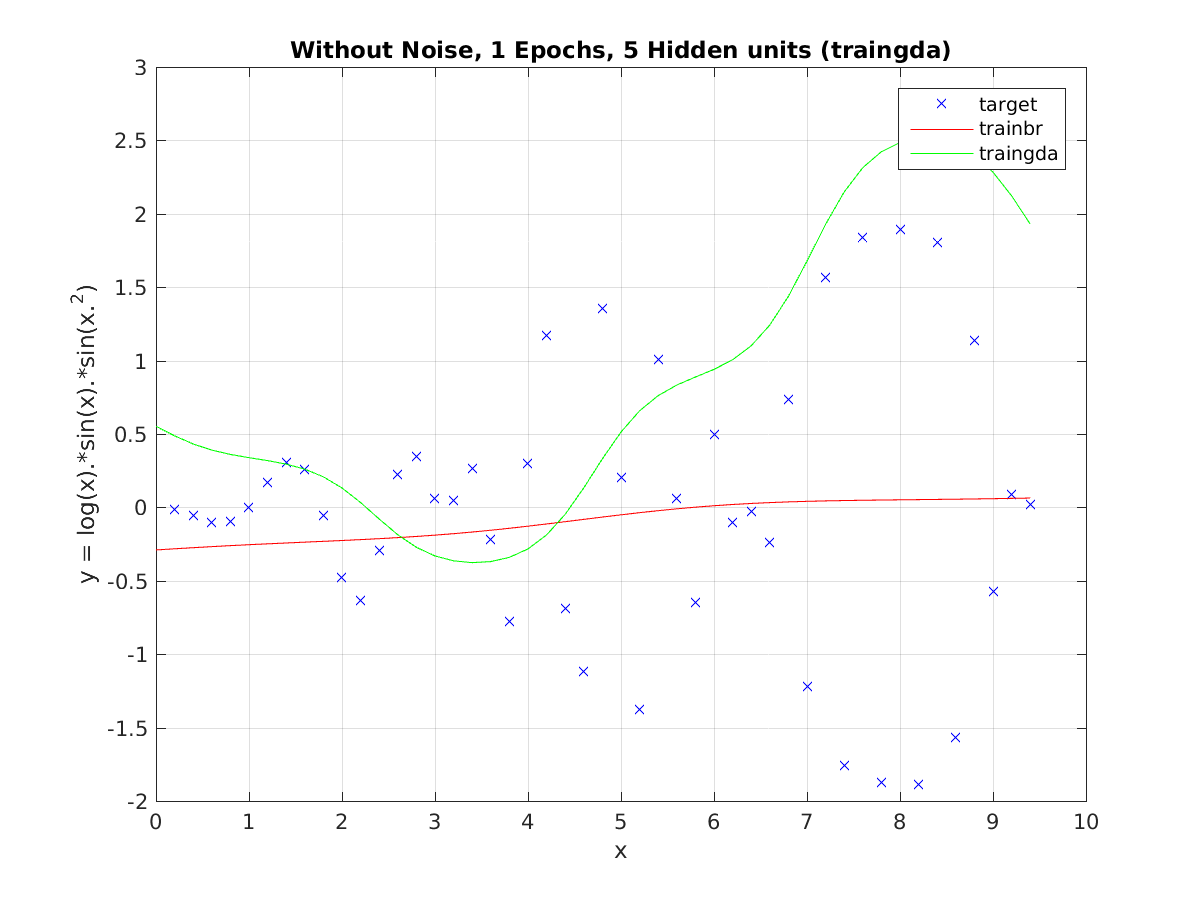 Without Noise, 1 Epochs, 5 Hidden units (traingda)
target
trainbr
traingda
y = log(x).*sin(x).*sin(x.²)
3
2.5
2
1.5
1
0.5
0
-0.5
-1
-1.5
-2
0 1 2 3 4 5 6 7 8 9 10
x